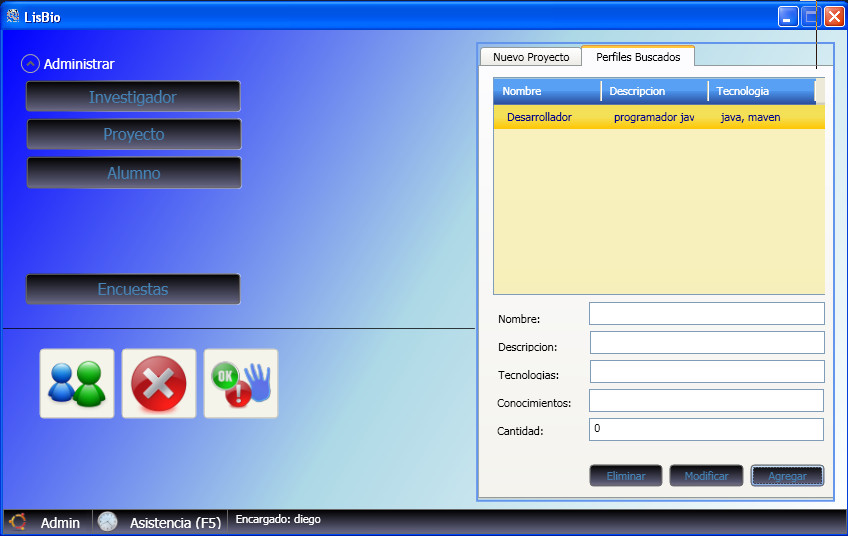 LisBio
Administrar
Investigador
Proyecto
Alumno
Encuestas
Nuevo Proyecto Perfiles Buscados
Nombre Descripcion Tecnologia
Desarrollador programador jav java, maven
Nombre:
Descripcion:
Tecnologias:
Conocimientos:
Cantidad: 0
Eliminar Modificar Agregar
OK
!
Admin Asistencia (F5) Encargado: diego